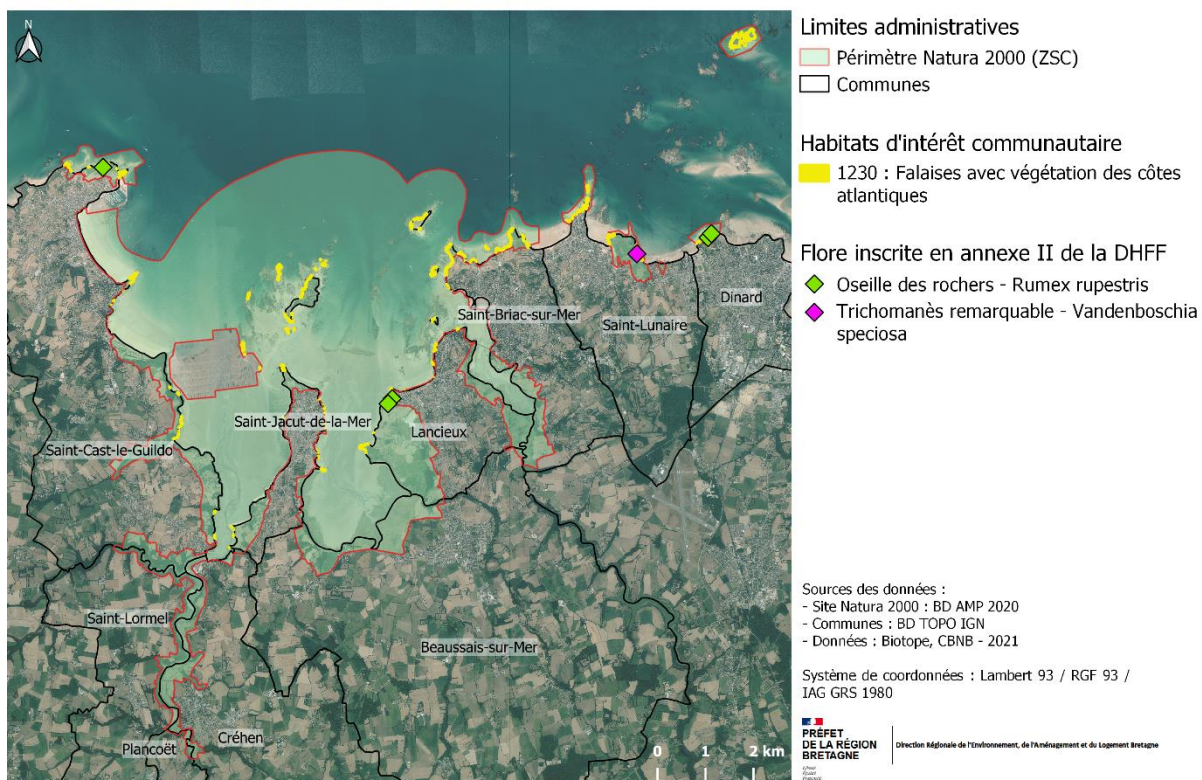 N
Saint-Briac-sur-Mer
Saint-Lunaire
Dinard
Saint-Jacut-de-la-Mer
Lancieux
Saint-Cast-le-Guildo
Saint-Lormel
Beaussais-sur-Mer
Plancoët
Créhen
0 1 2 km
Limites administratives
Périmètre Natura 2000 (ZSC)
Communes
Habitats d'intérêt communautaire
1230 : Falaises avec végétation des côtes
atlantiques
Flore inscrite en annexe II de la DHFF
Oseille des rochers - Rumex rupestris
Trichomanès remarquable - Vandenboschia
speciosa
Sources des données :
- Site Natura 2000 : BD AMP 2020
- Communes : BD TOPO IGN
- Données : Biotope, CBNB - 2021
Système de coordonnées : Lambert 93 / RGF 93 /
IAG GRS 1980
PRÉFET
DE LA RÉGION
BRETAGNE
Direction Régionale de l'Environnement, de l'Aménagement et du Logement Bretagne